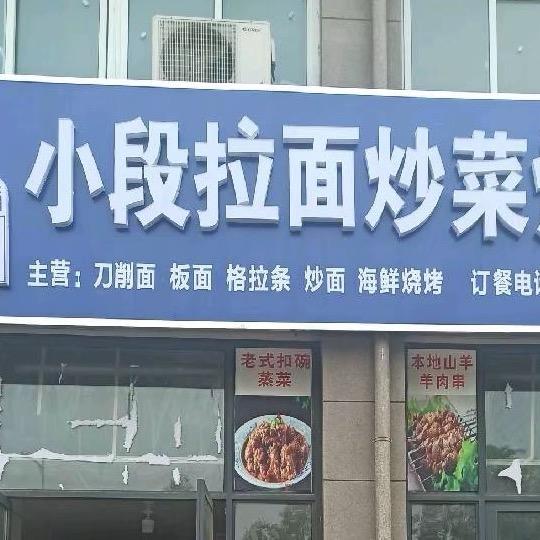 小段拉面炒菜
主营：刀削面 板面 格拉条 炒面 海鲜烧烤 订餐电
老式扣碗
蒸菜
本地山羊
羊肉串